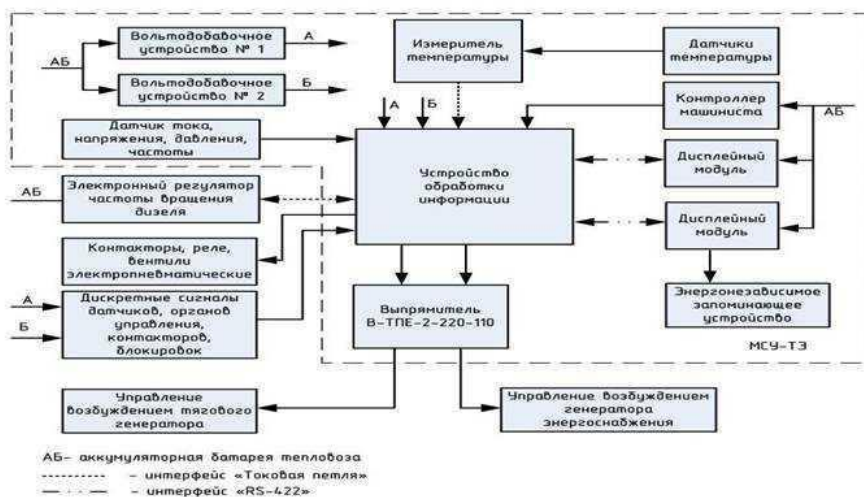 Вольтодобавочное
устройство № 1
А
АБ
Вольтодобавочное
устройство № 2
Б
Измеритель
температуры
Датчики
температуры
А
Б
Контроллер
машиниста
АБ
Датчик тока,
напряжения, давления,
частоты
Устройство
обработки
информации
Дисплейный
модуль
АБ
Электронный регулятор
частоты вращения
дизеля
Дисплейный
модуль
Контакторы, реле,
вентили
электропневматические
А
Б
Дискретные сигналы
датчиков, органов
управления,
контакторов,
блокировок
Выпрямитель
В-ТПЕ-2-220-110
Энергонезависимое
запоминающее
устройство
МСУ-ТЭ
Управление
возбуждением тягового
генератора
Управление возбуждением
генератора
энергоснабжения
АБ- аккумуляторная батарея тепловоза
- интерфейс «Токовая петля»
- интерфейс «RS-422»